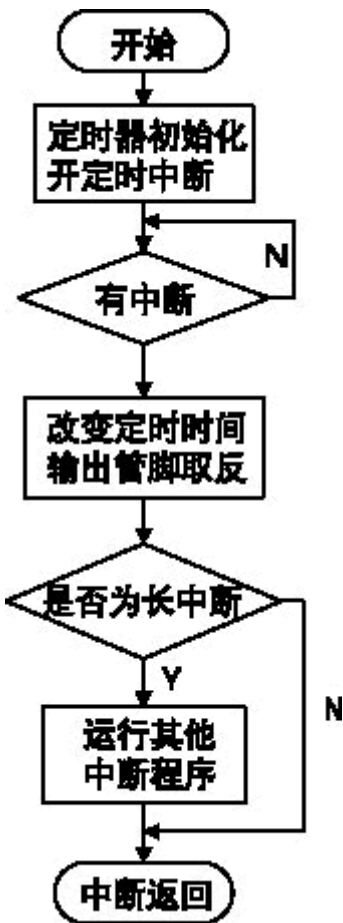 开始
定时器初始化
开定时中断
N
有中断
改变定时时间
输出管脚取反
是否为长中断
Y
N
运行其他
中断程序
中断返回